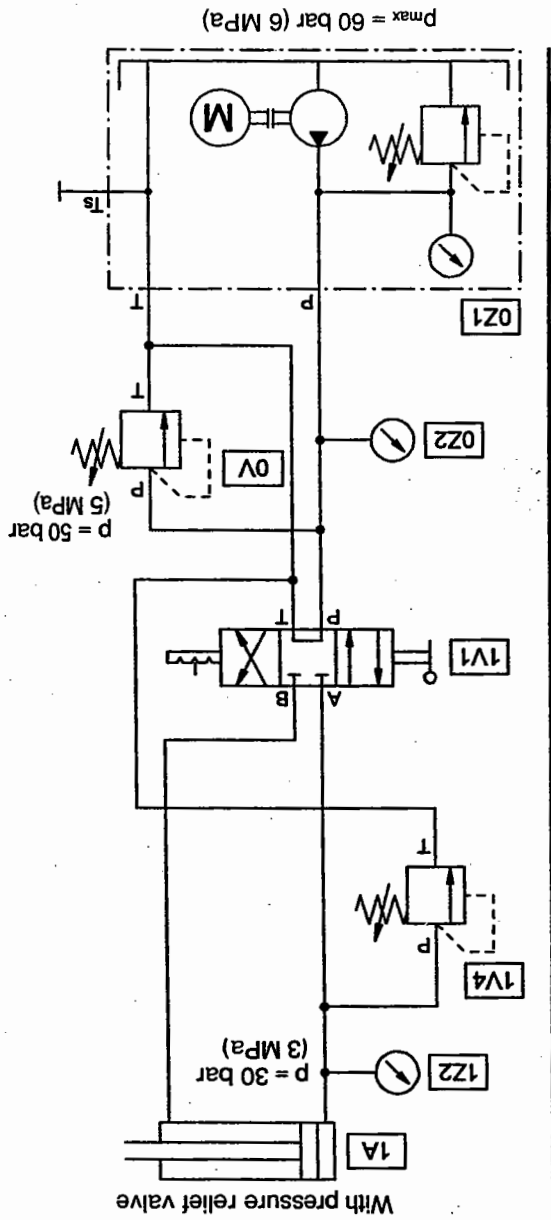 With pressure relief valve
1A
1Z2
p = 30 bar
(3 MPa)
1V4
P
T
1V1
A B
P T
p = 50 bar
(5 MPa)
P
0V
0Z2
T
0Z1
P T
Ts
M
pmax = 60 bar (6 MPa)